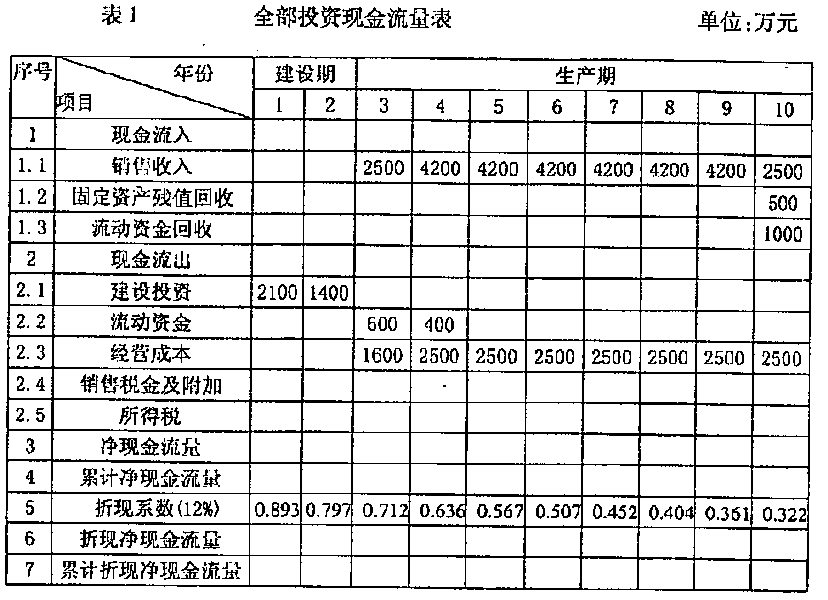 表1 全部投资现金流量表 单位:万元
序号 年份 建设期 生产期
项目 1 2 3 4 5 6 7 8 9 10
1 现金流入
1.1 销售收入 2500 4200 4200 4200 4200 4200 4200 2500
1.2 固定资产残值回收 500
1.3 流动资金回收 1000
2 现金流出
2.1 建设投资 2100 1400
2.2 流动资金 600 400
2.3 经营成本 1600 2500 2500 2500 2500 2500 2500 2500
2.4 销售税金及附加
2.5 所得税
3 净现金流量
4 累计净现金流量
5 折现系数(12%) 0.893 0.797 0.712 0.636 0.567 0.507 0.452 0.404 0.361 0.322
6 折现净现金流量
7 累计折现净现金流量